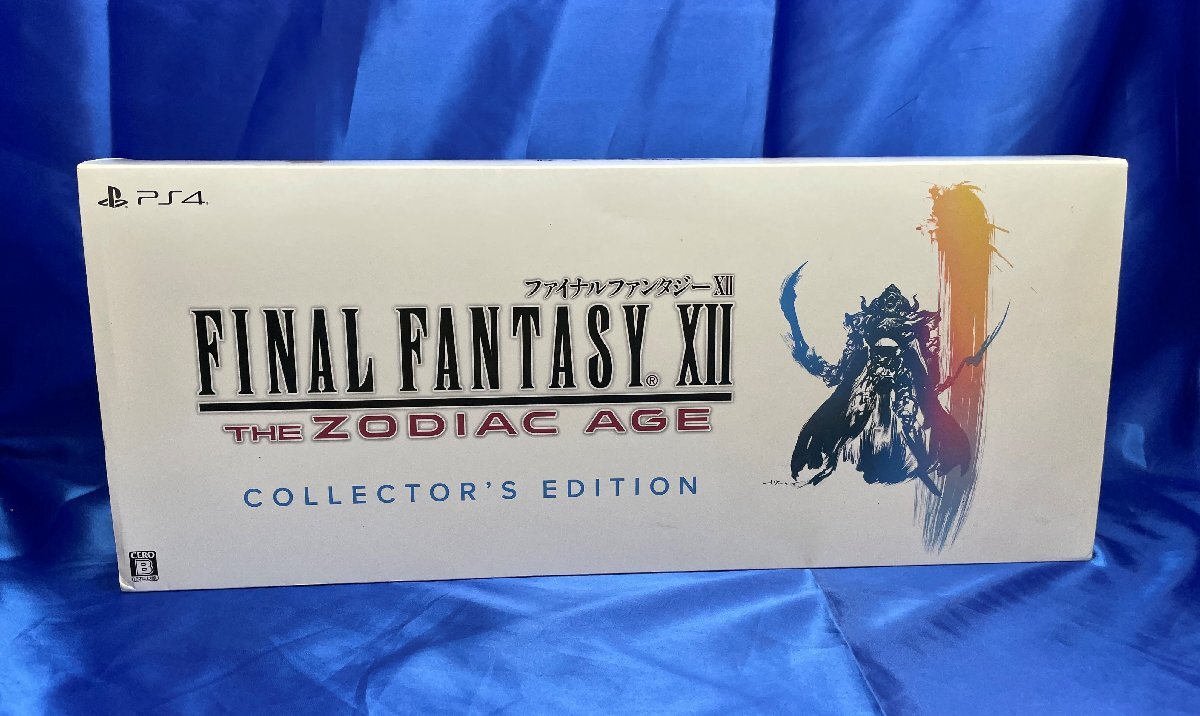 PS4
ファイナルファンタジーXII
FINAL FANTASY® XII
THE ZODIAC AGE
COLLECTOR'S EDITION
CERO
B